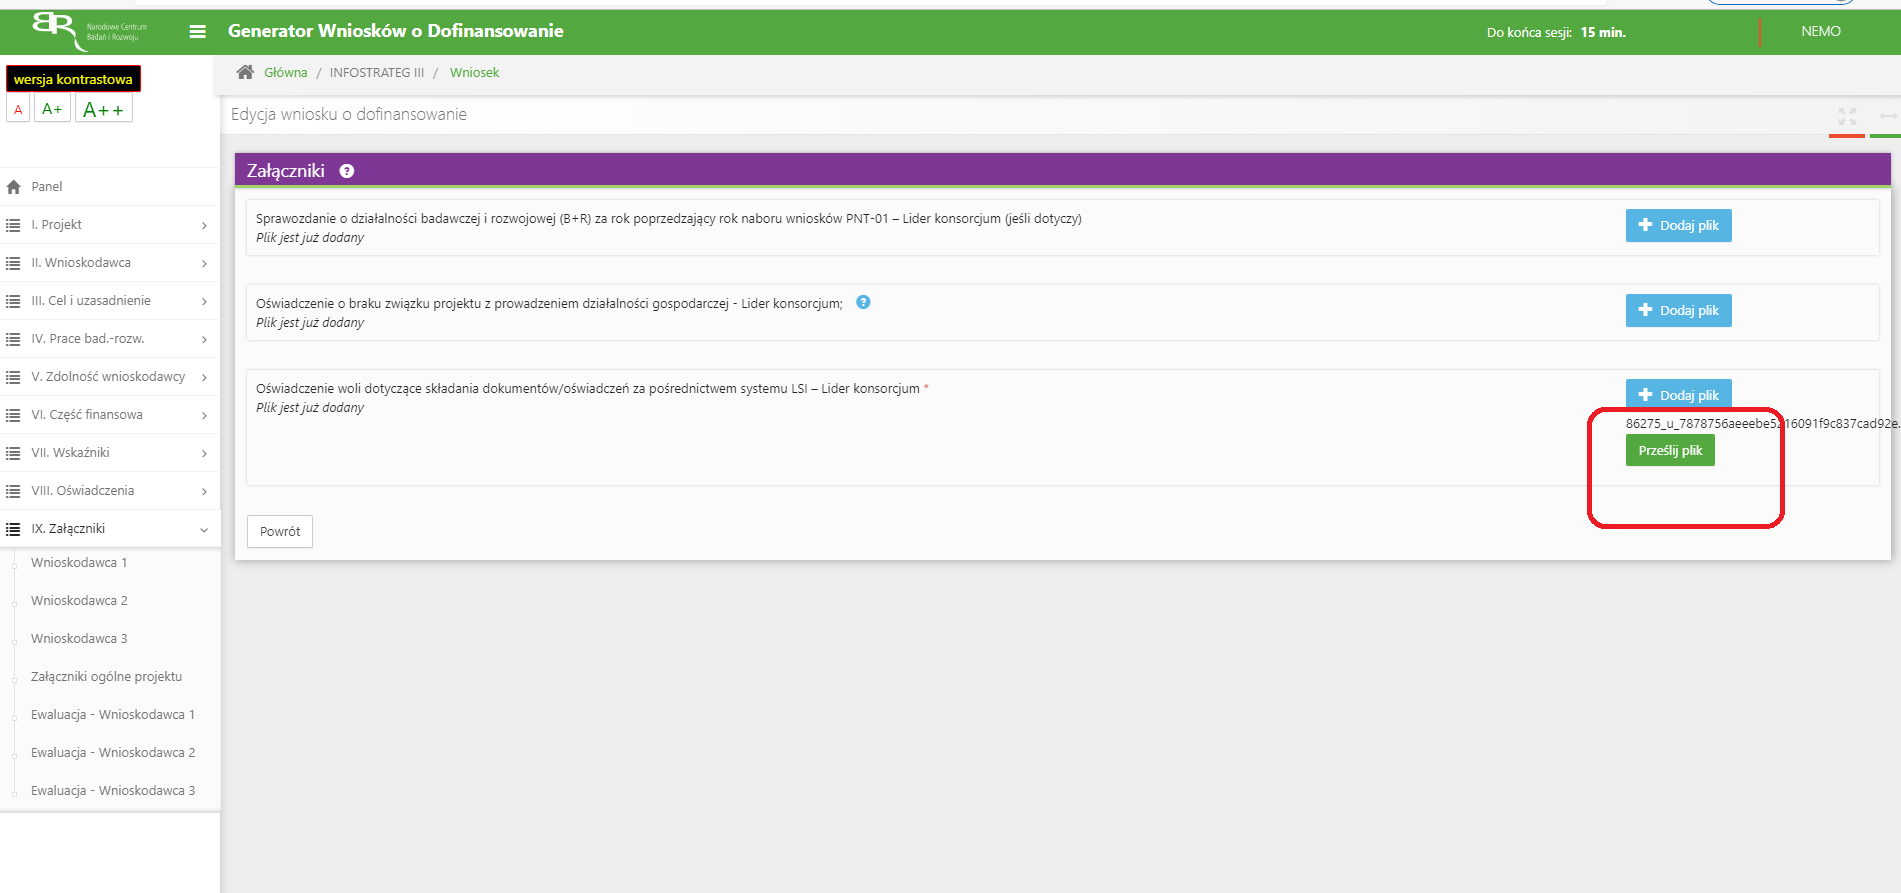 BR Narodowe Centrum
Badań i Rozwoju
Generator Wniosków o Dofinansowanie
Do końca sesji: 15 min.
NEMO
wersja kontrastowa
A A+ A++
Główna / INFOSTRATEG III / Wniosek
Edycja wniosku o dofinansowanie
Panel
I. Projekt
II. Wnioskodawca
III. Cel i uzasadnienie
IV. Prace bad.-rozw.
V. Zdolność wnioskodawcy
VI. Część finansowa
VII. Wskaźniki
VIII. Oświadczenia
IX. Załączniki
Wnioskodawca 1
Wnioskodawca 2
Wnioskodawca 3
Załączniki ogólne projektu
Ewaluacja - Wnioskodawca 1
Ewaluacja - Wnioskodawca 2
Ewaluacja - Wnioskodawca 3
Załączniki ?
Sprawozdanie o działalności badawczej i rozwojowej (B+R) za rok poprzedzający rok naboru wniosków PNT-01 – Lider konsorcjum (jeśli dotyczy)
Plik jest już dodany
Dodaj plik
Oświadczenie o braku związku projektu z prowadzeniem działalności gospodarczej - Lider konsorcjum; ?
Plik jest już dodany
Dodaj plik
Oświadczenie woli dotyczące składania dokumentów/oświadczeń za pośrednictwem systemu LSI – Lider konsorcjum *
Plik jest już dodany
Dodaj plik
Prześlij plik
Powrót